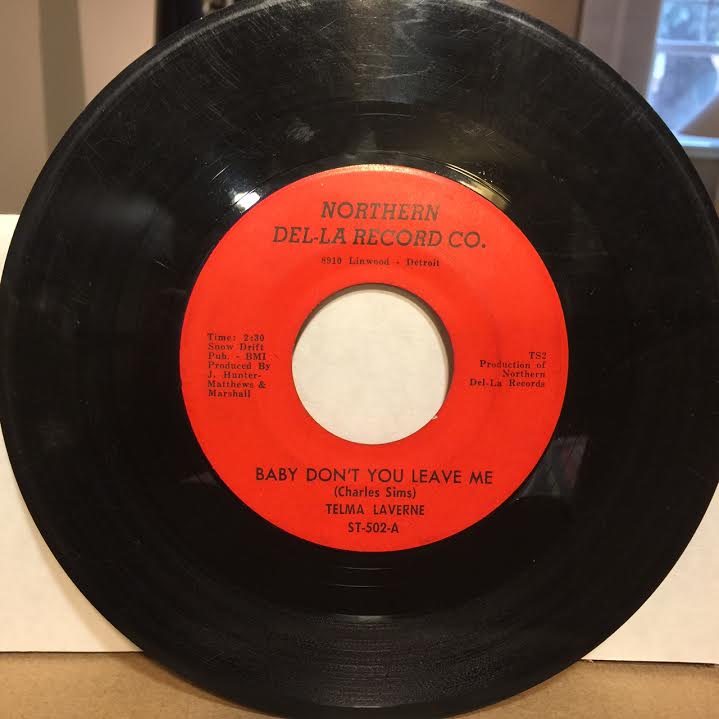 NORTHERN
DEL-LA RECORD CO.
8910 Linwood - Detroit
Time: 2:30
Snow Drift
Pub. - BMI
Produced By
J. Hunter-
Matthews &
Marshall
TS2
Production of
Northern
Del-La Records
BABY DON'T YOU LEAVE ME
(Charles Sims)
TELMA LAVERNE
ST-502-A